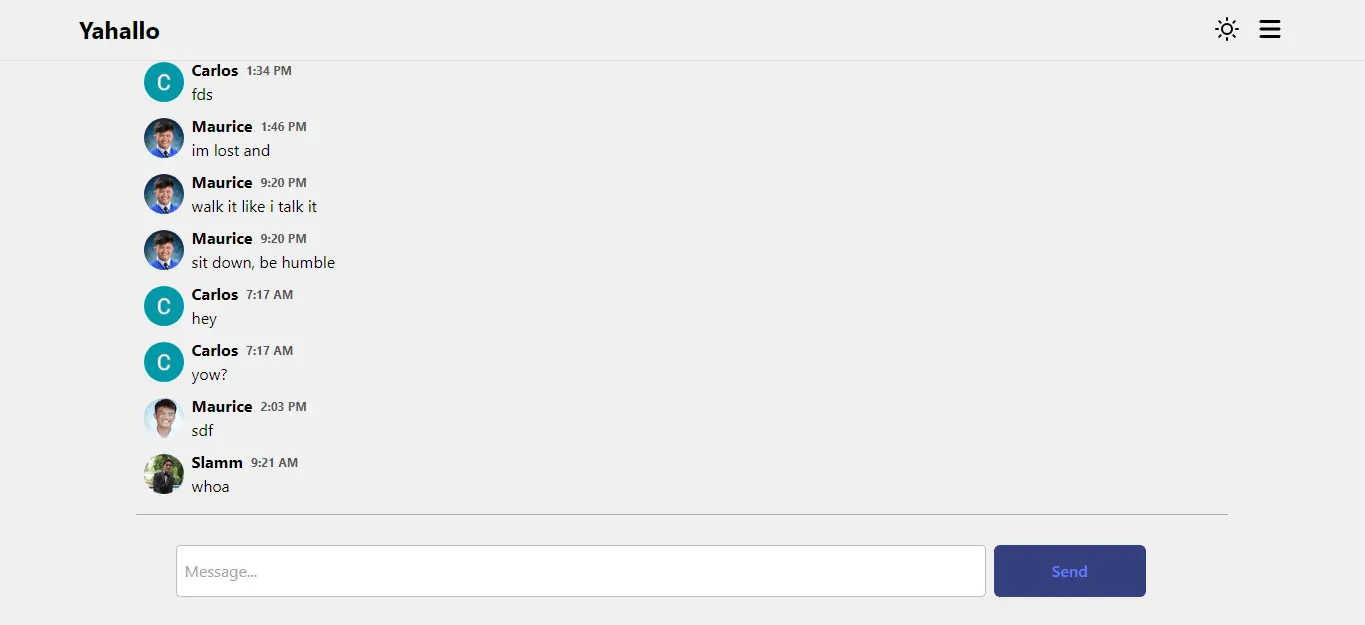 Yahallo
C
Carlos 1:34 PM
fds
Maurice 1:46 PM
im lost and
Maurice 9:20 PM
walk it like i talk it
Maurice 9:20 PM
sit down, be humble
C
Carlos 7:17 AM
hey
C
Carlos 7:17 AM
yow?
Maurice 2:03 PM
sdf
Slamm 9:21 AM
whoa
Message...
Send